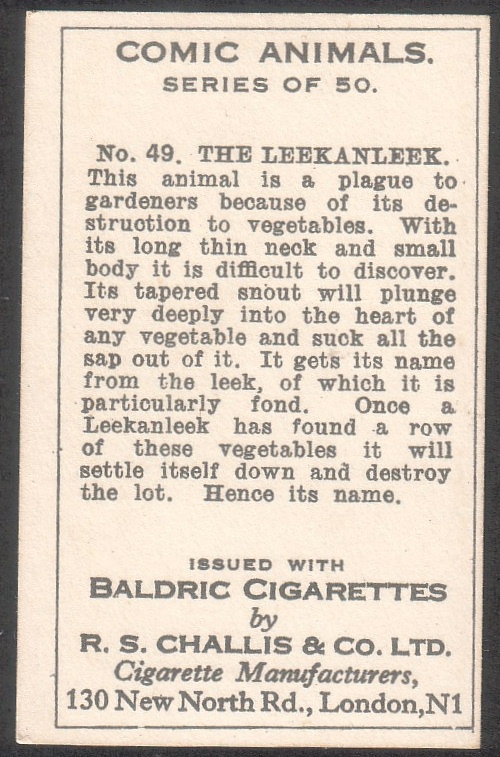 COMIC ANIMALS.
SERIES OF 50.
No. 49. THE LEEKANLEEK.
This animal is a plague to
gardeners because of its de-
struction to vegetables. With
its long thin neck and small
body it is difficult to discover.
Its tapered snout will plunge
very deeply into the heart of
any vegetable and suck all the
sap out of it. It gets its name
from the leek, of which it is
particularly fond. Once a
Leekanleek has found a row
of these vegetables it will
settle itself down and destroy
the lot. Hence its name.
ISSUED WITH
BALDRIC CIGARETTES
by
R. S. CHALLIS & CO. LTD.
Cigarette Manufacturers,
130 New North Rd., London, N1